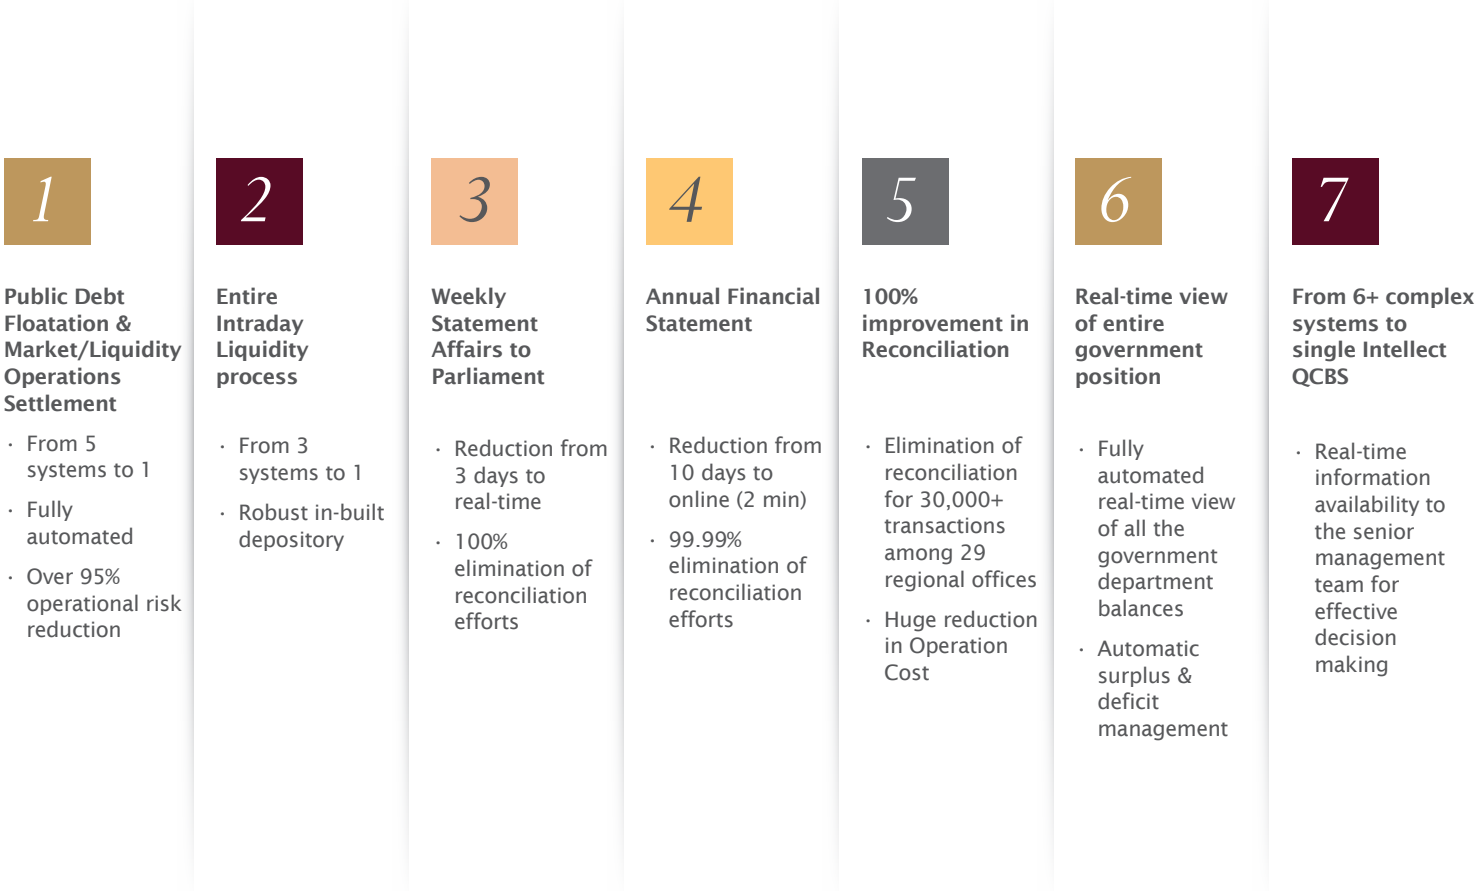 1
Public Debt
Floatation &
Market/Liquidity
Operations
Settlement
· From 5
systems to 1
· Fully
automated
· Over 95%
operational risk
reduction
2
Entire
Intraday
Liquidity
process
· From 3
systems to 1
· Robust in-built
depository
3
Weekly
Statement
Affairs to
Parliament
· Reduction from
3 days to
real-time
· 100%
elimination of
reconciliation
efforts
4
Annual Financial
Statement
· Reduction from
10 days to
online (2 min)
· 99.99%
elimination of
reconciliation
efforts
5
100%
improvement in
Reconciliation
· Elimination of
reconciliation
for 30,000+
transactions
among 29
regional offices
· Huge reduction
in Operation
Cost
6
Real-time view
of entire
government
position
· Fully
automated
real-time view
of all the
government
department
balances
· Automatic
surplus &
deficit
management
7
From 6+ complex
systems to
single Intellect
QCBS
· Real-time
information
availability to
the senior
management
team for
effective
decision
making